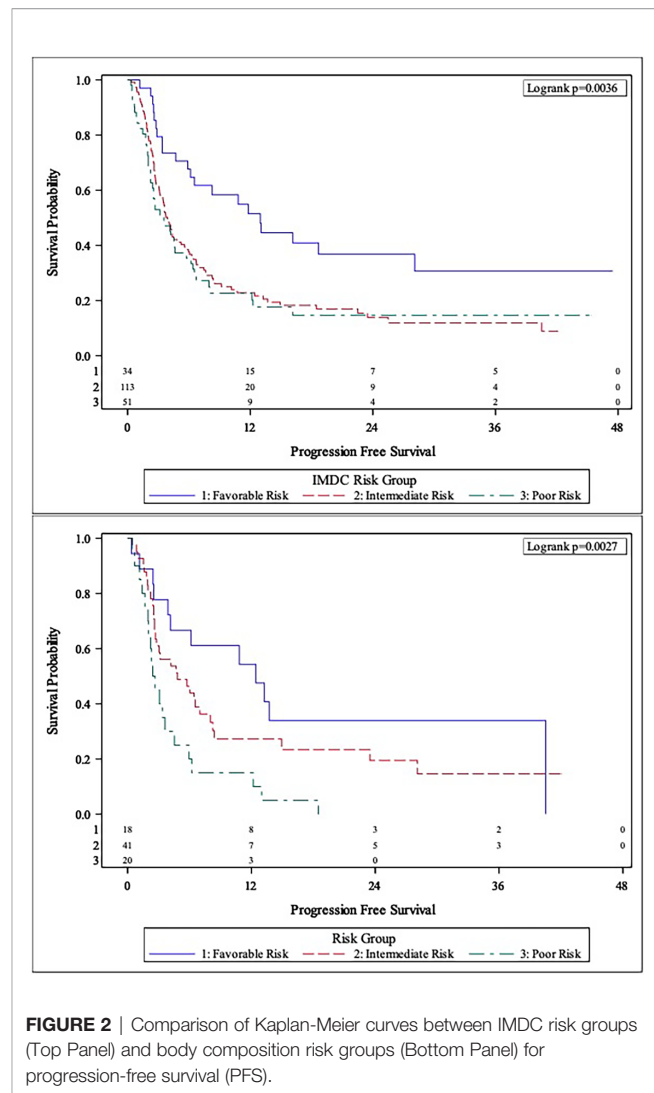 Logrank p=0.0036
Survival Probability
1.0
0.8
0.6
0.4
0.2
0.0
1 34 15 7 5 0
2 113 20 9 4 0
3 51 9 4 2 0
0 12 24 36 48
Progression Free Survival
IMDC Risk Group
1: Favorable Risk 2: Intermediate Risk 3: Poor Risk
Logrank p=0.0027
Survival Probability
1.0
0.8
0.6
0.4
0.2
0.0
1 18 8 3 2 0
2 41 7 5 3 0
3 20 3 0
0 12 24 36 48
Progression Free Survival
Risk Group
1: Favorable Risk 2: Intermediate Risk 3: Poor Risk
FIGURE 2 | Comparison of Kaplan-Meier curves between IMDC risk groups
(Top Panel) and body composition risk groups (Bottom Panel) for
progression-free survival (PFS).